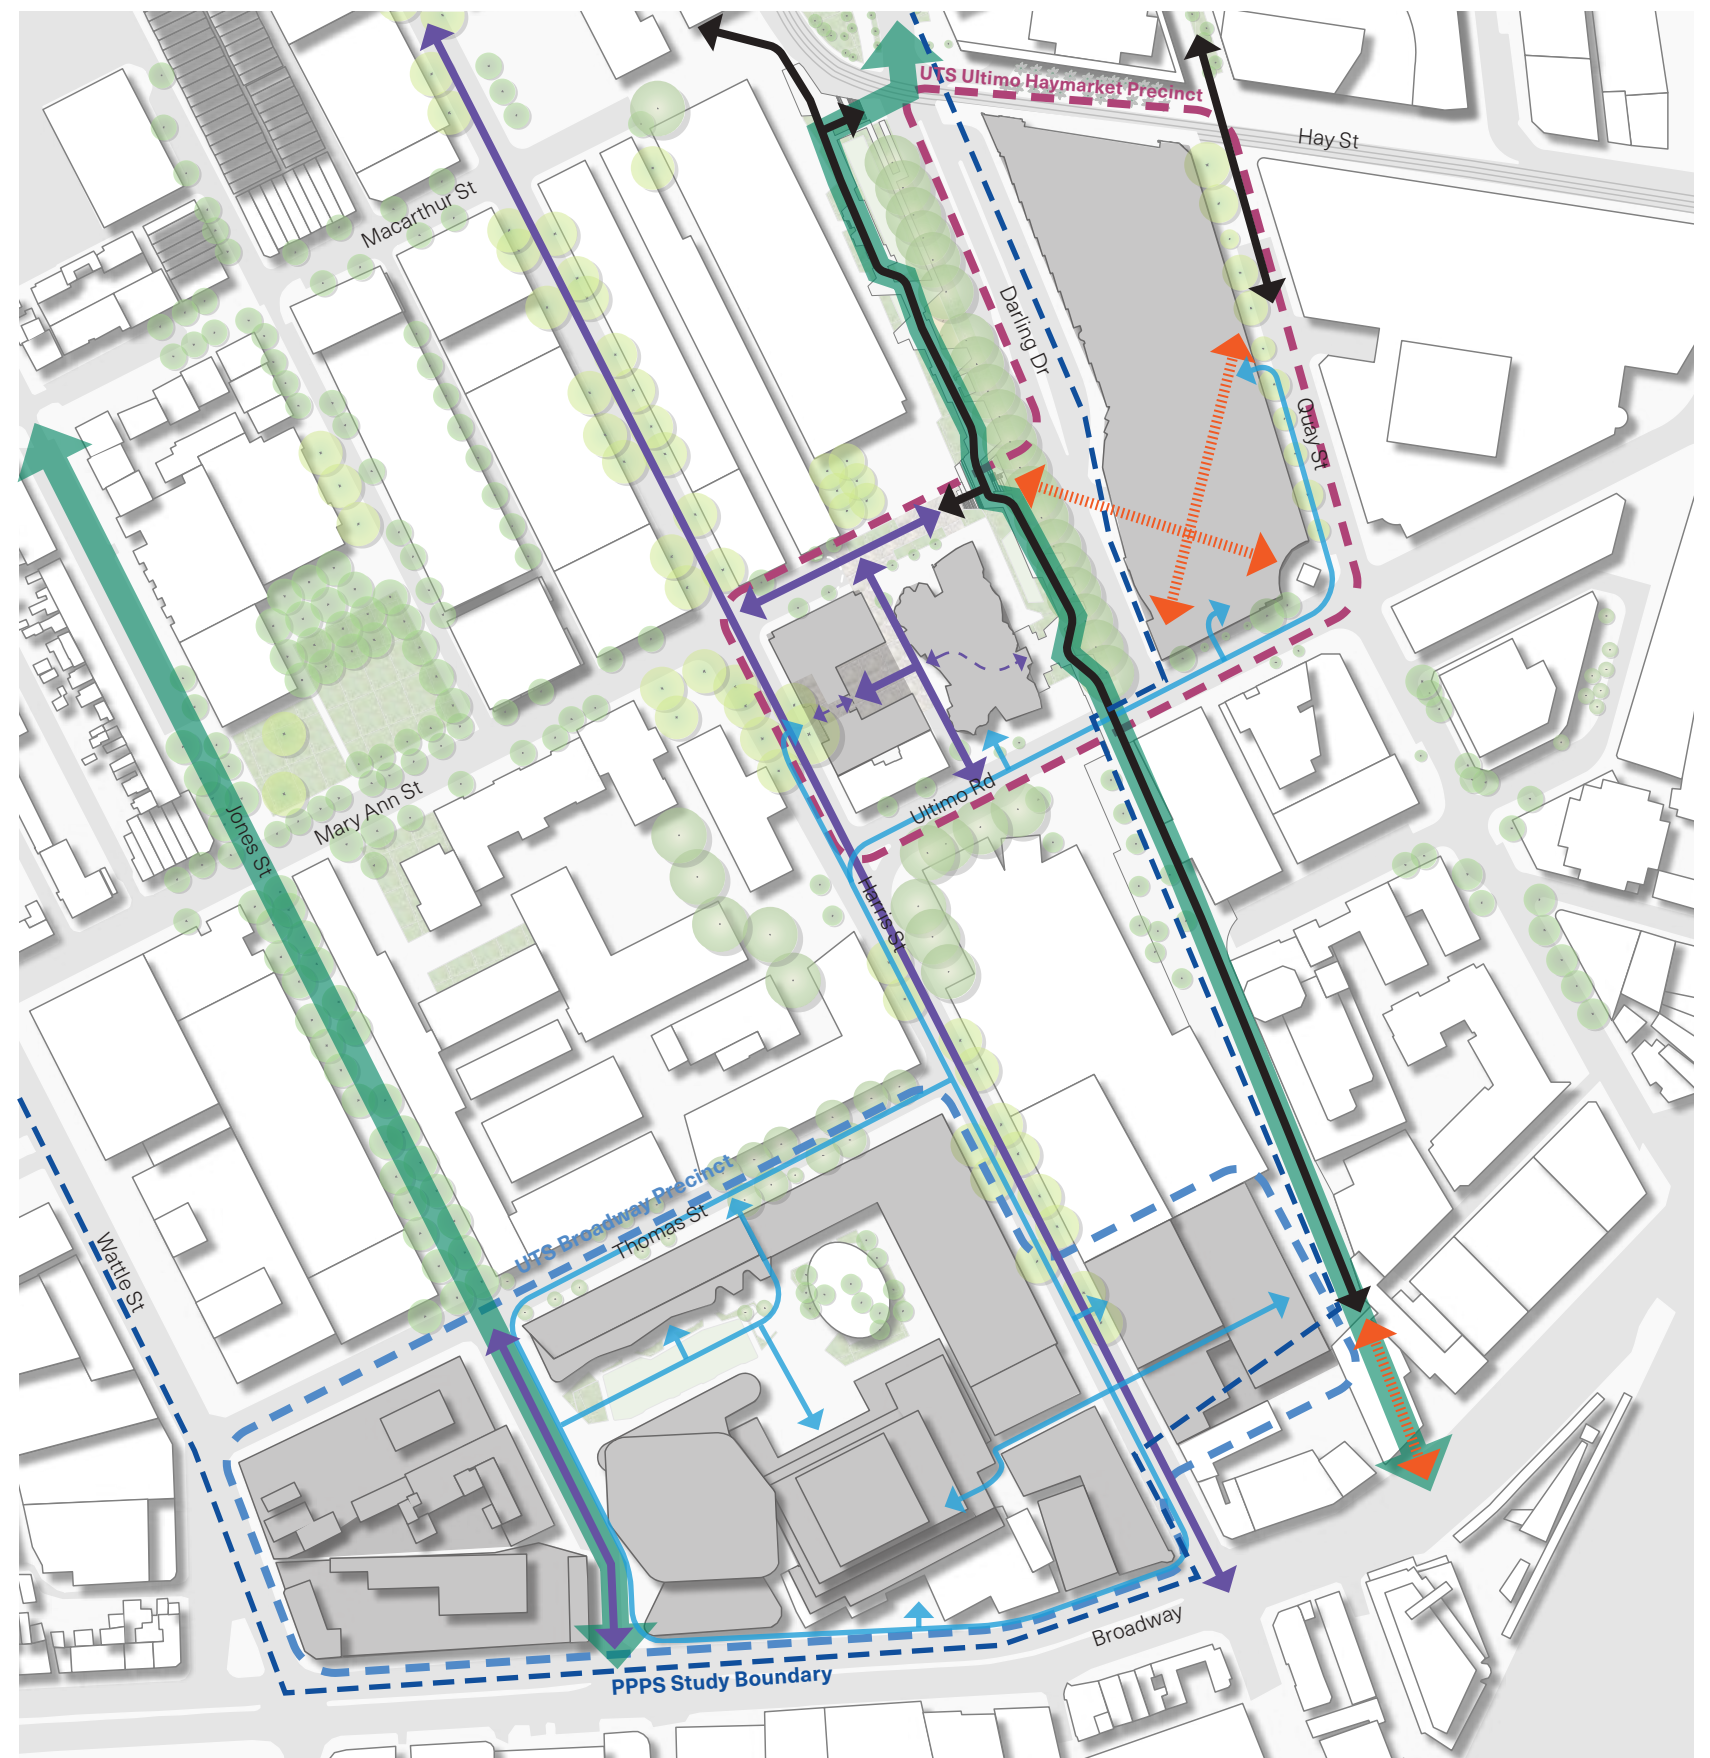 UTS Ultimo Haymarket Precinct
Hay St
Macarthur St
Darling Dr
Quay St
Jones St
Mary Ann St
Ultimo Rd
Harris St
UTS Broadway Precinct
Thomas St
Wattle St
Broadway
PPPS Study Boundary